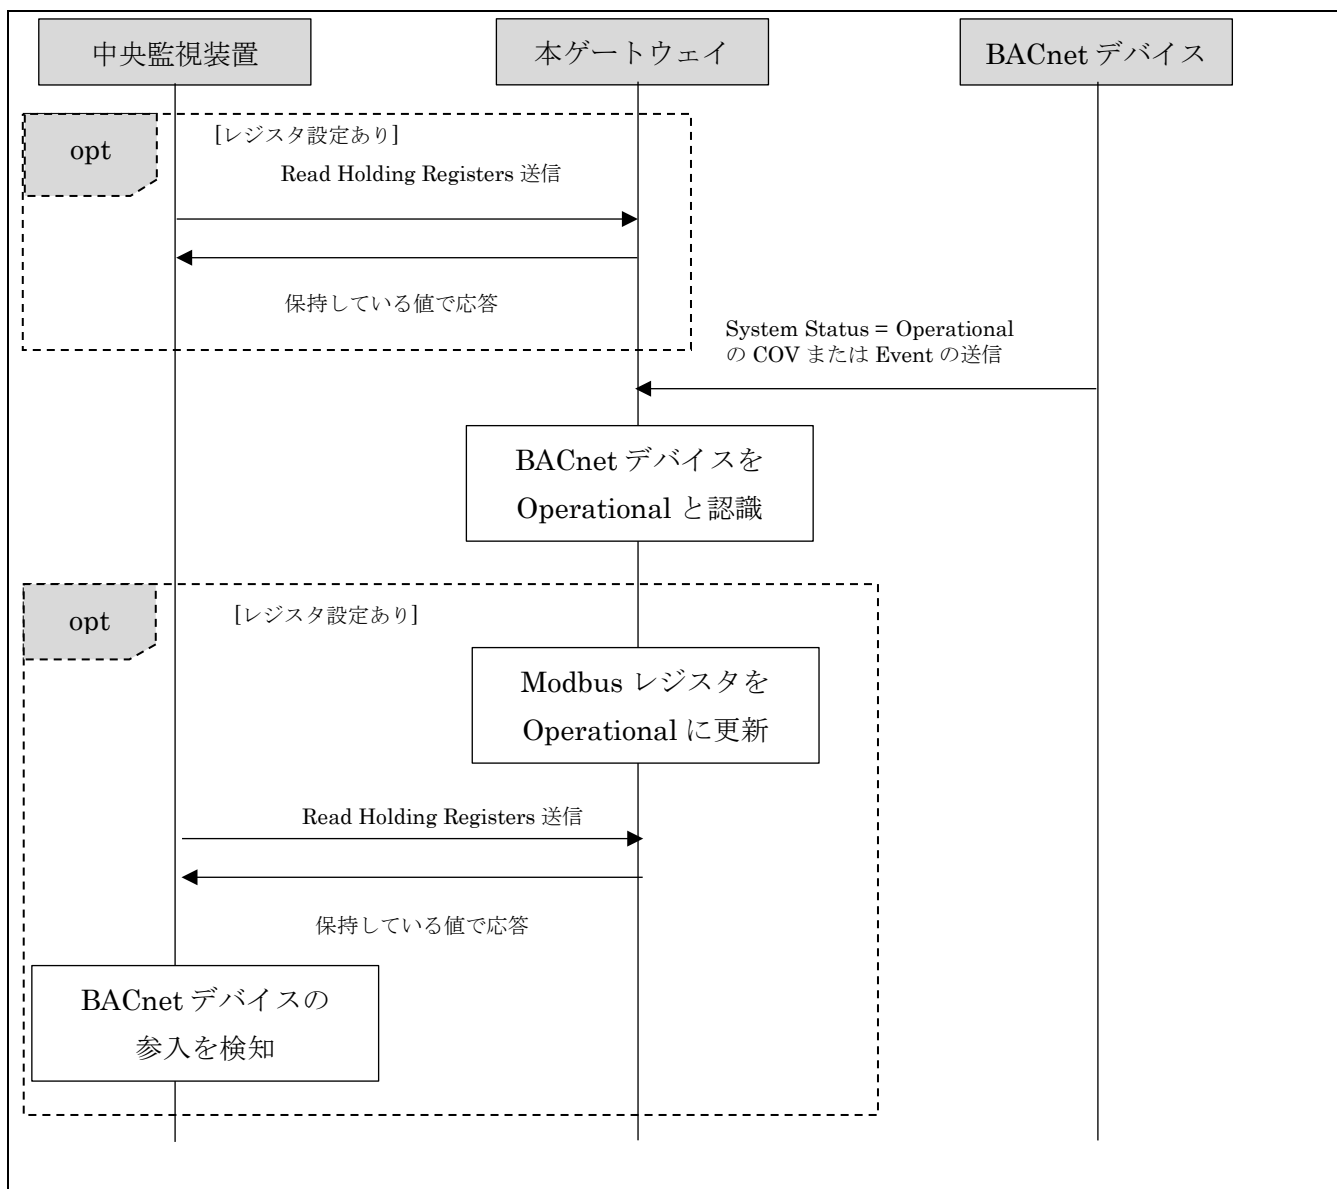 中央監視装置
本ゲートウェイ
BACnet デバイス
opt
[レジスタ設定あり]
Read Holding Registers 送信
保持している値で応答
System Status = Operational
の COV または Event の送信
BACnet デバイスを
Operational と認識
opt
[レジスタ設定あり]
Modbus レジスタを
Operational に更新
Read Holding Registers 送信
保持している値で応答
BACnet デバイスの
参入を検知